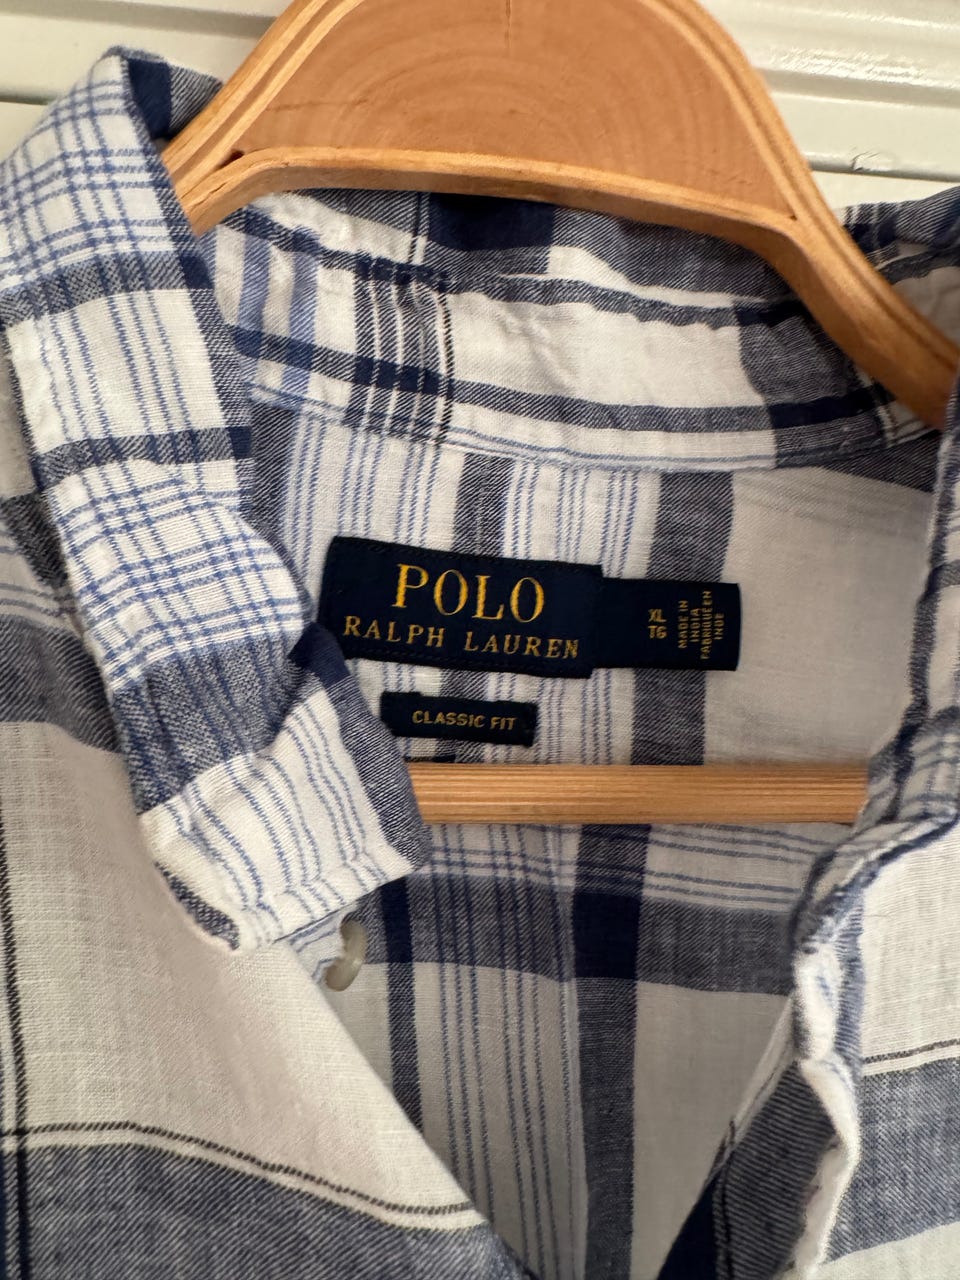 POLO
RALPH LAUREN
XL
TG
MADE IN
INDIA
FABRIQUÉ EN
INDE
CLASSIC FIT